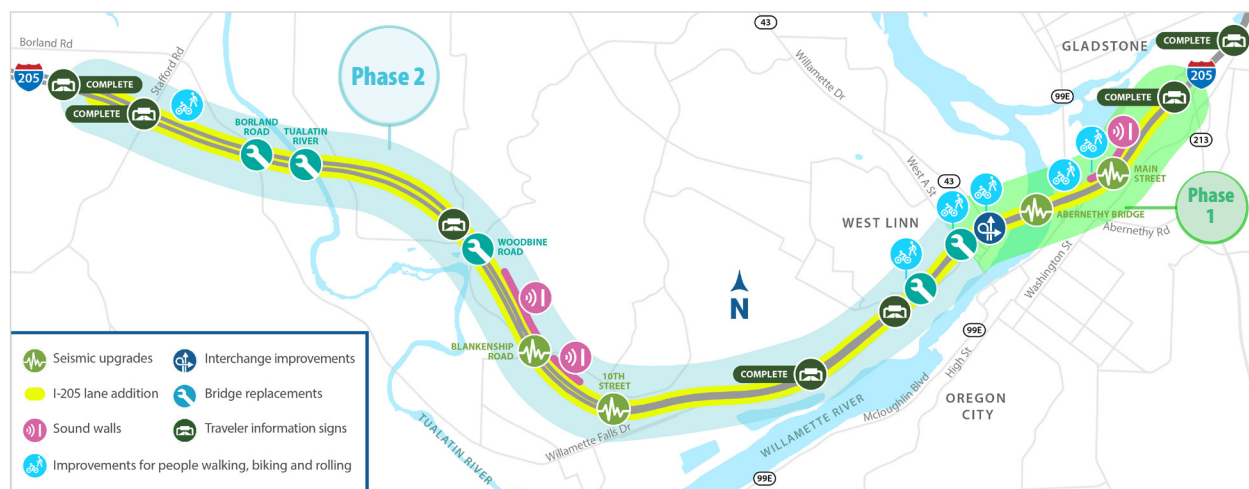 Borland Rd
205
COMPLETE
COMPLETE
Stafford Rd
Phase 2
BORLAND
ROAD
TUALATIN
RIVER
WOODBINE
ROAD
BLANKENSHIP
ROAD
10TH
STREET
Willamette Falls Dr
TUALATIN RIVER
N
COMPLETE
43
Willamette Dr
West A St
43
WEST LINN
GLADSTONE
99E
COMPLETE
COMPLETE
205
213
MAIN
STREET
ABERNETHY BRIDGE
Phase
1
Abernethy Rd
Washington St
99E
High St
Mcloughlin Blvd
WILLAMETTE RIVER
OREGON
CITY
99E
Seismic upgrades
Interchange improvements
I-205 lane addition
Bridge replacements
Sound walls
Traveler information signs
Improvements for people walking, biking and rolling